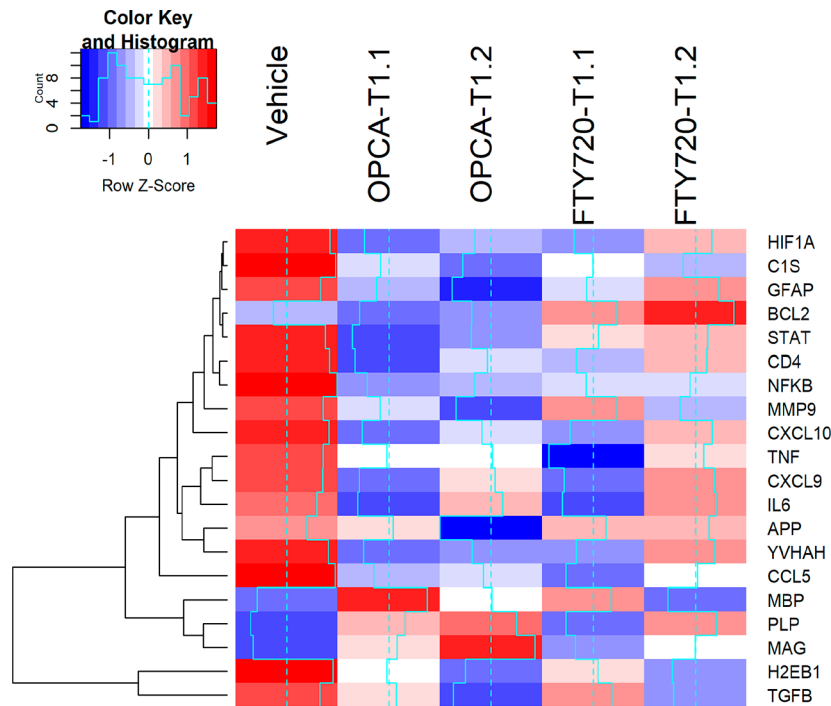 Color Key
and Histogram
Count
0 4 8
-1 0 1
Row Z-Score
Vehicle
OPCA-T1.1
OPCA-T1.2
FTY720-T1.1
FTY720-T1.2
HIF1A
C1S
GFAP
BCL2
STAT
CD4
NFKB
MMP9
CXCL10
TNF
CXCL9
IL6
APP
YVHAH
CCL5
MBP
PLP
MAG
H2EB1
TGFB